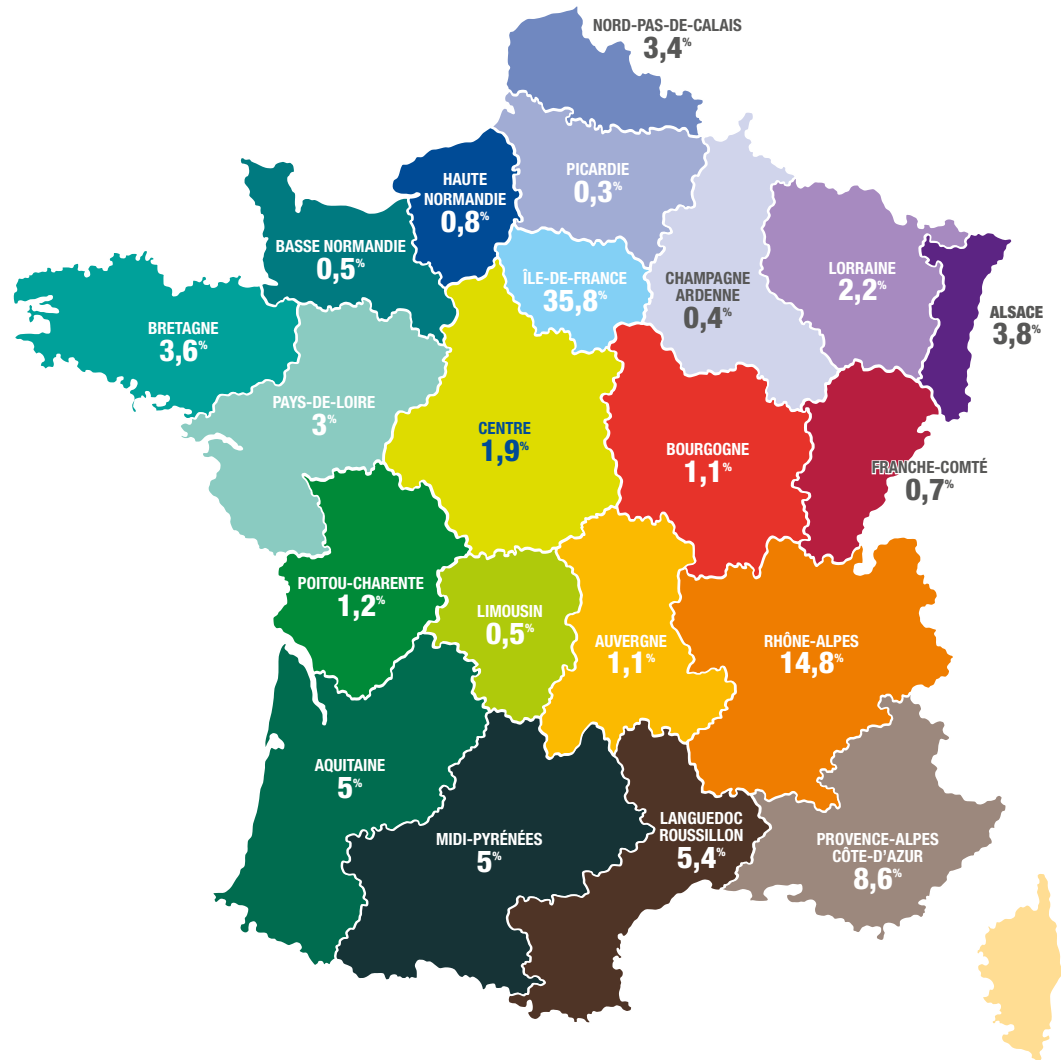 NORD-PAS-DE-CALAIS
3,4%
PICARDIE
0,3%
HAUTE
NORMANDIE
0,8%
BASSE NORMANDIE
0,5%
ÎLE-DE-FRANCE
35,8%
CHAMPAGNE
ARDENNE
0,4%
LORRAINE
2,2%
ALSACE
3,8%
BRETAGNE
3,6%
PAYS-DE-LOIRE
3%
CENTRE
1,9%
BOURGOGNE
1,1%
FRANCHE-COMTÉ
0,7%
POITOU-CHARENTE
1,2%
LIMOUSIN
0,5%
AUVERGNE
1,1%
RHÔNE-ALPES
14,8%
AQUITAINE
5%
MIDI-PYRÉNÉES
5%
LANGUEDOC
ROUSSILLON
5,4%
PROVENCE-ALPES
CÔTE-D'AZUR
8,6%